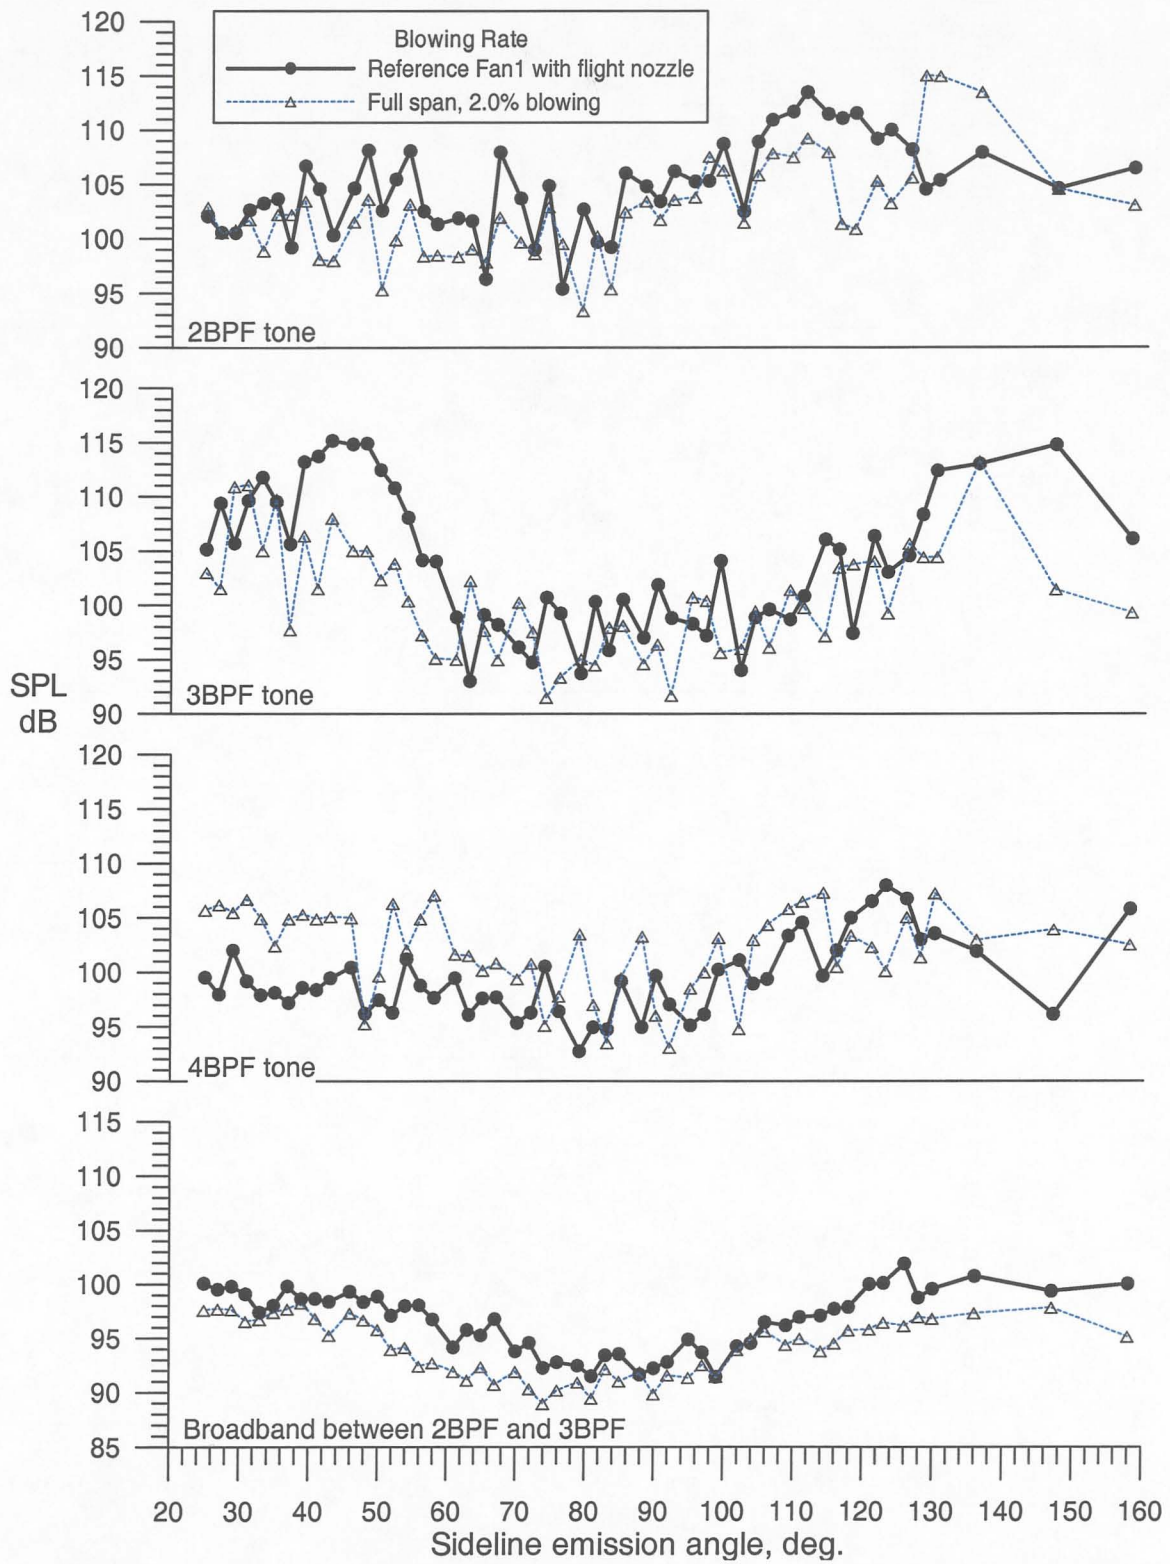 120
Blowing Rate
Reference Fan1 with flight nozzle
Full span, 2.0% blowing
115
110
105
100
95
2BPF tone
90
120
115
110
105
100
95
3BPF tone
90
SPL
dB
120
115
110
105
100
95
4BPF tone
90
115
110
105
100
95
90
Broadband between 2BPF and 3BPF
85
20 30 40 50 60 70 80 90 100 110 120 130 140 150 160
Sideline emission angle, deg.